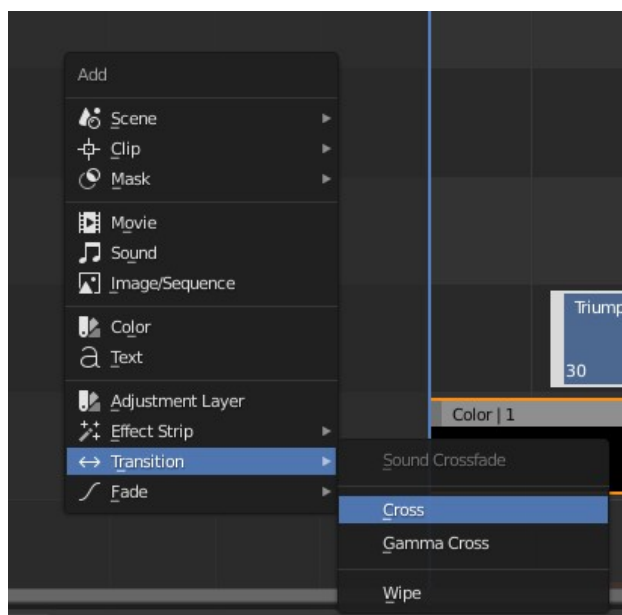 Add
Scene
Clip
Mask
Movie
Sound
Image/Sequence
Color
Text
Adjustment Layer
Effect Strip
Transition
Fade
Sound Crossfade
Cross
Gamma Cross
Wipe
Triump
30
Color | 1